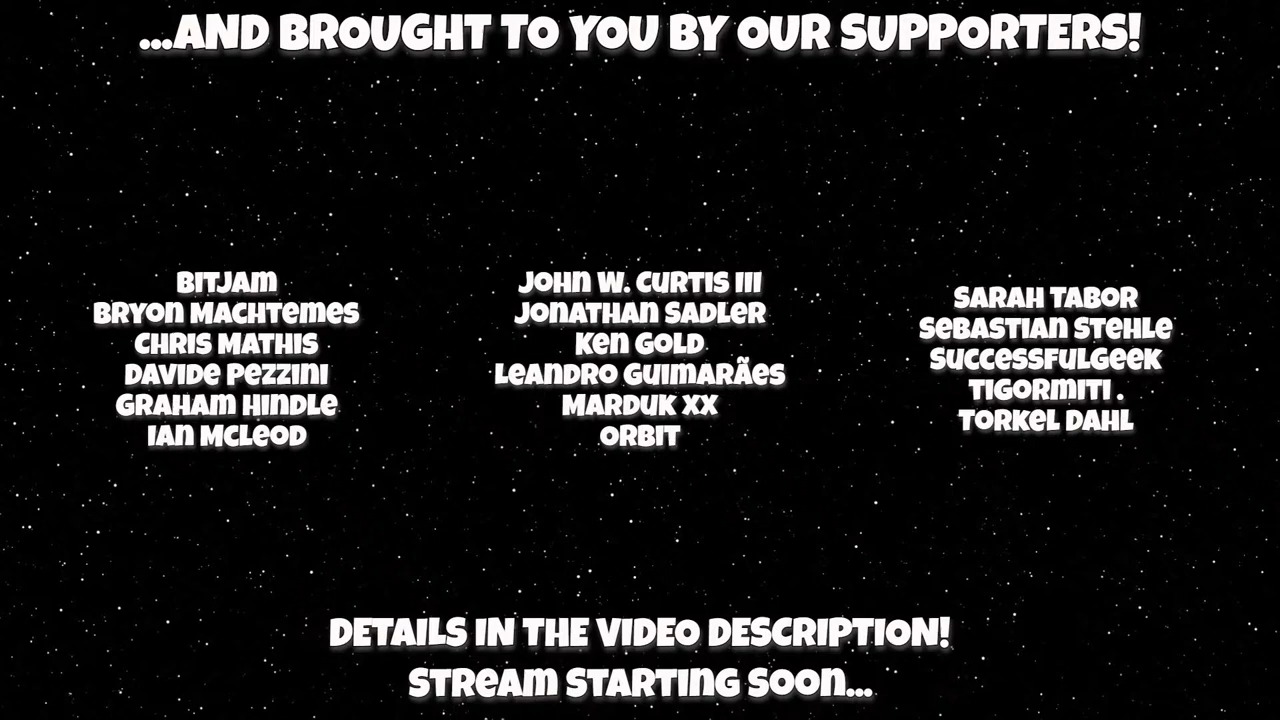 ...AND BROUGHT TO YOU BY OUR SUPPORTERS!
BITJAM
BRYON MACHTEMES
CHRIS MATHIS
DAVIDE PEZZINI
GRAHAM HINDLE
IAN MCLEOD
JOHN W. CURTIS III
JONATHAN SADLER
KEN GOLD
LEANDRO GUIMARÃES
MARDUK XX
ORBIT
SARAH TABOR
SEBASTIAN STEHLE
SUCCESSFULGEEK
TIGORMITI .
TORKEL DAHL
DETAILS IN THE VIDEO DESCRIPTION!
STREAM STARTING SOON...